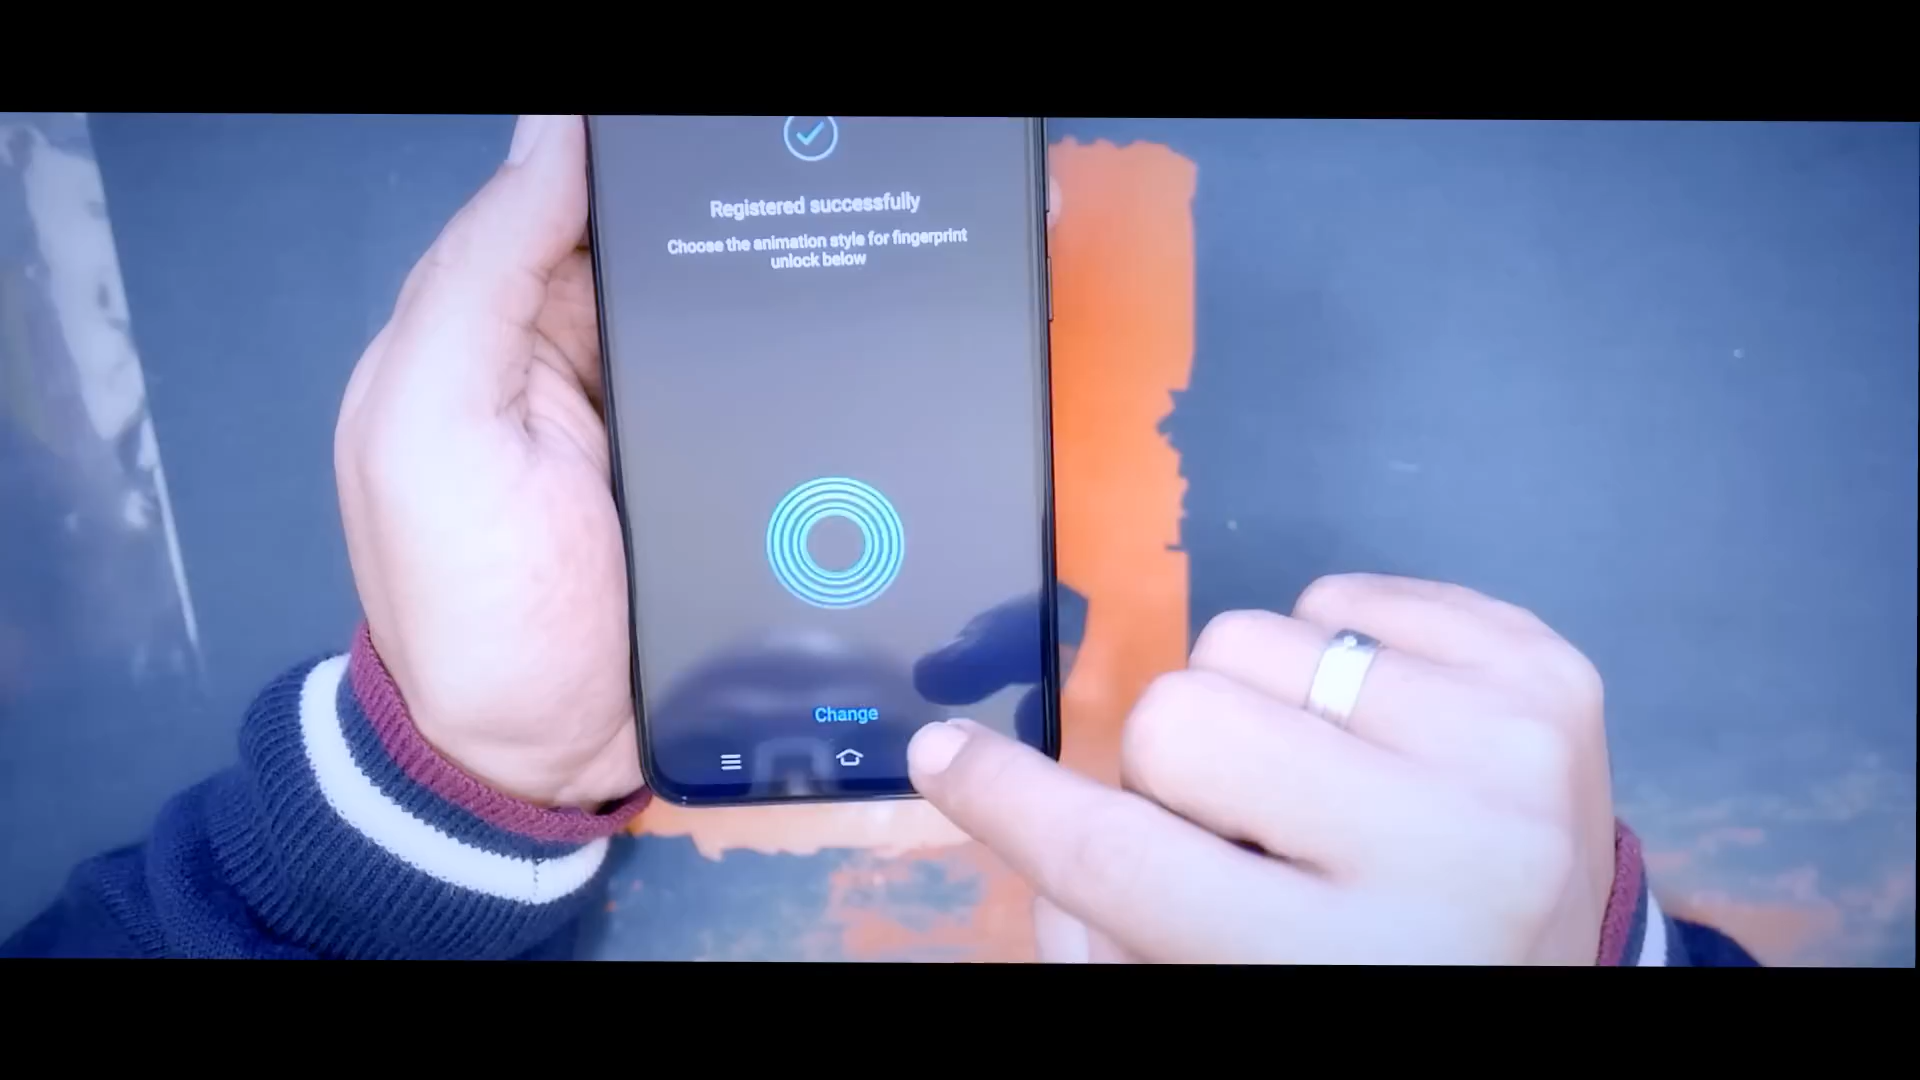 Registered successfully
Choose the animation style for fingerprint
unlock below
Change